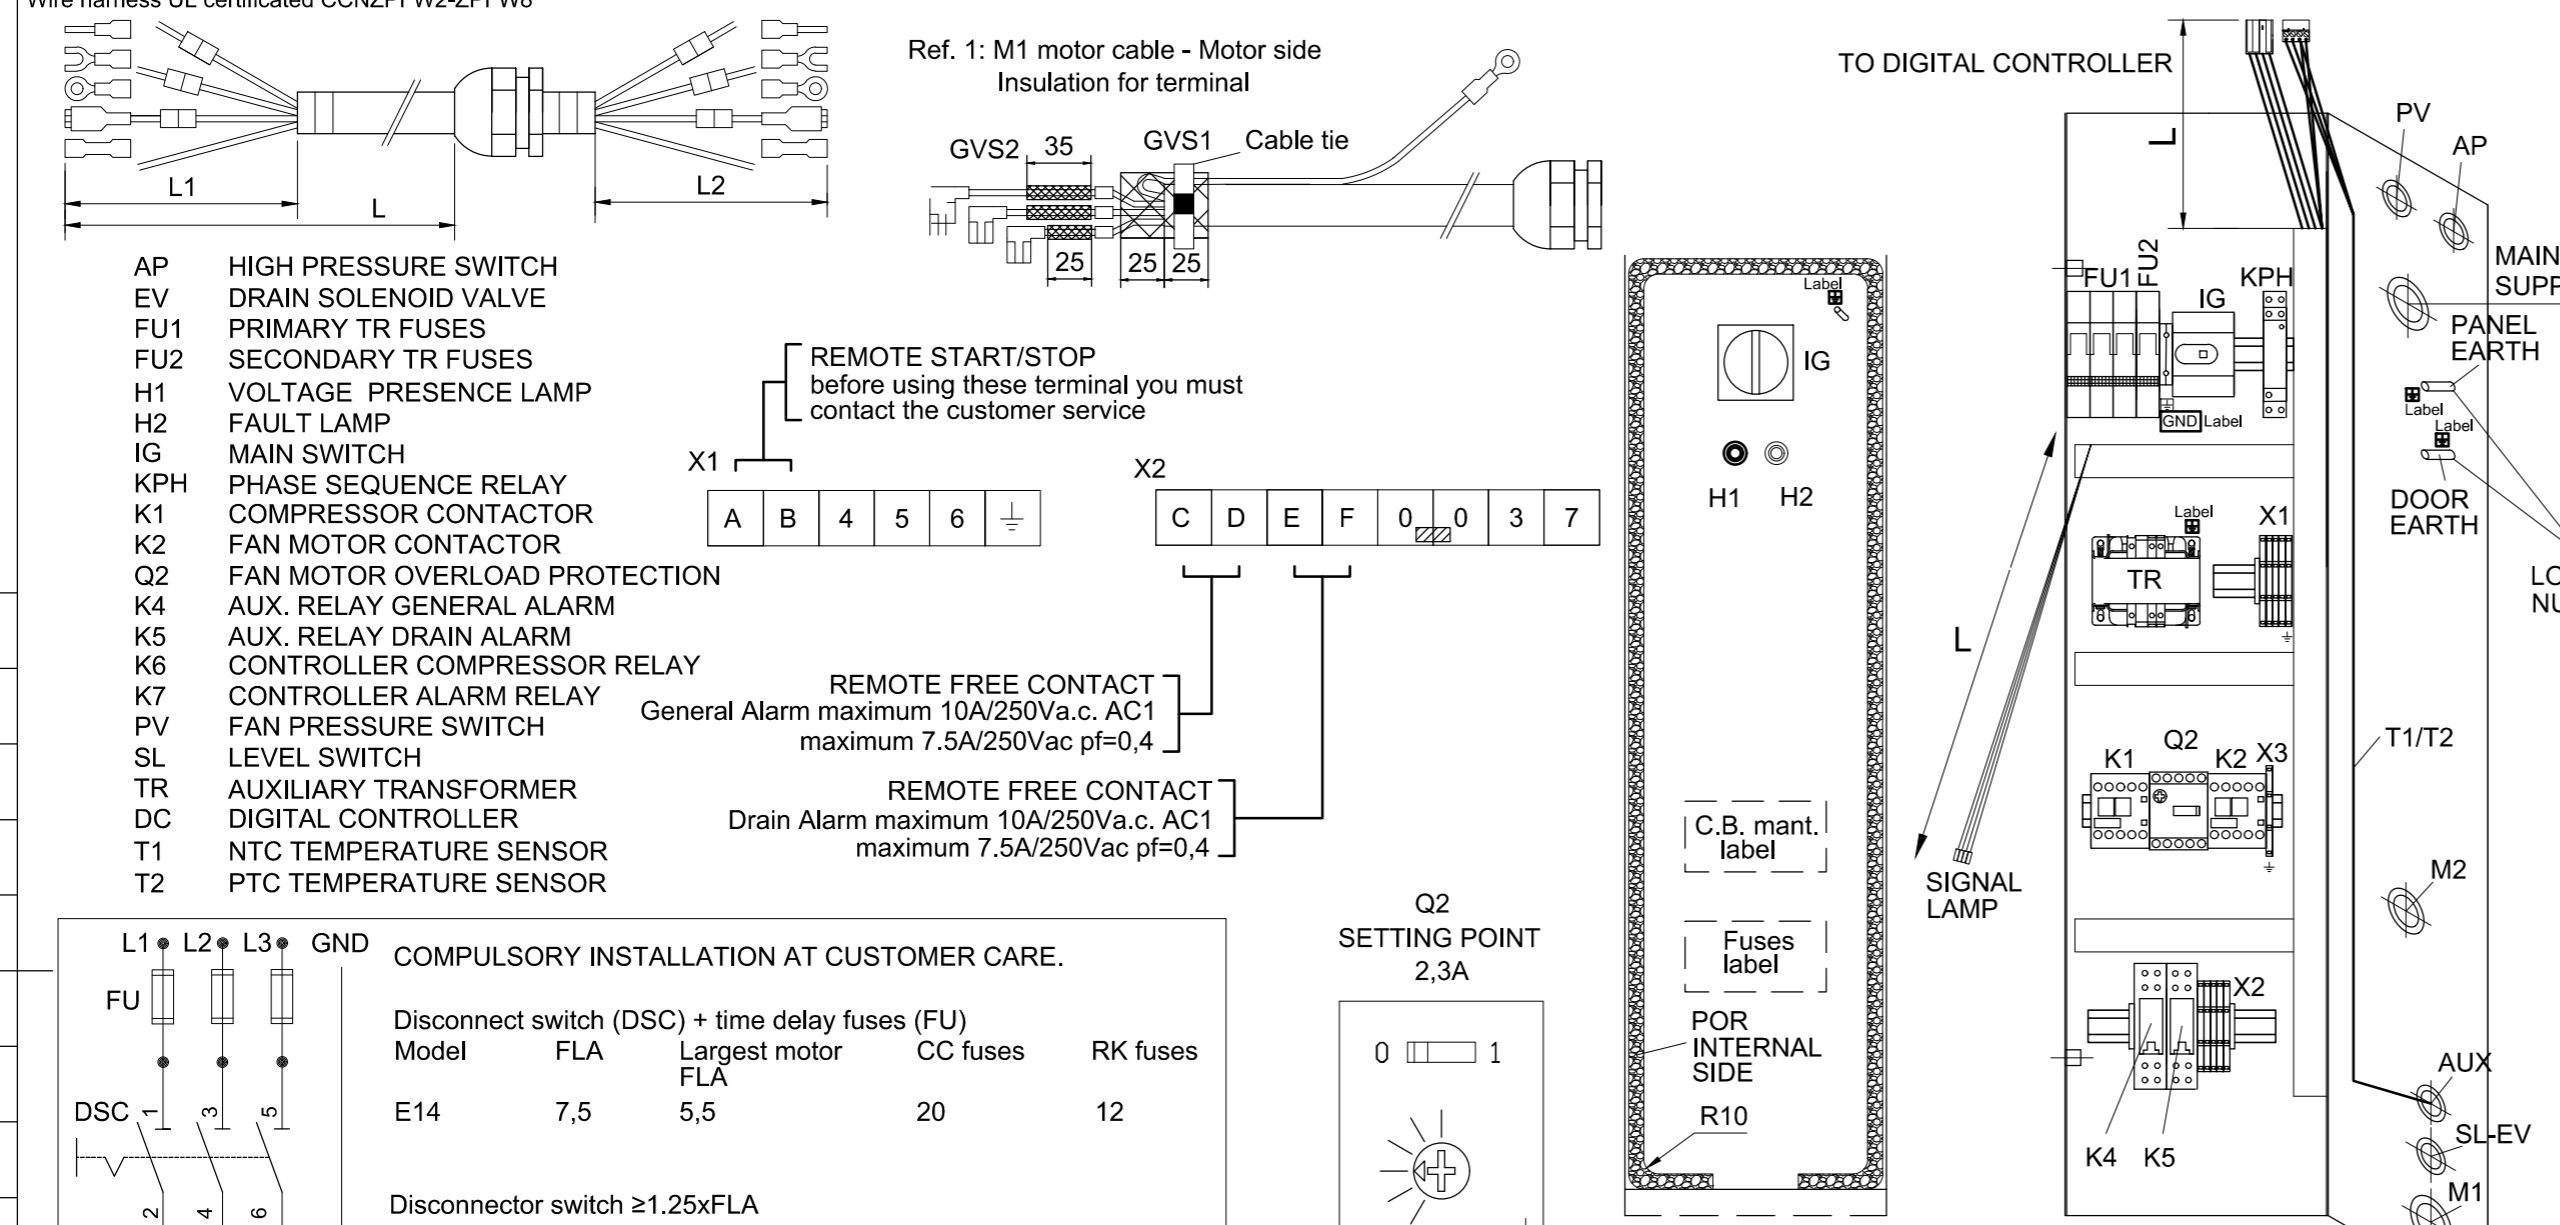 Wire harness UL certificated CCNZPFW2-ZPFW8
L1
L
L2
Ref. 1: M1 motor cable - Motor side
Insulation for terminal
GVS2
35
GVS1
Cable tie
25
25
25
AP HIGH PRESSURE SWITCH
EV DRAIN SOLENOID VALVE
FU1 PRIMARY TR FUSES
FU2 SECONDARY TR FUSES
H1 VOLTAGE PRESENCE LAMP
H2 FAULT LAMP
IG MAIN SWITCH
KPH PHASE SEQUENCE RELAY
K1 COMPRESSOR CONTACTOR
K2 FAN MOTOR CONTACTOR
Q2 FAN MOTOR OVERLOAD PROTECTION
K4 AUX. RELAY GENERAL ALARM
K5 AUX. RELAY DRAIN ALARM
K6 CONTROLLER COMPRESSOR RELAY
K7 CONTROLLER ALARM RELAY
PV FAN PRESSURE SWITCH
SL LEVEL SWITCH
TR AUXILIARY TRANSFORMER
DC DIGITAL CONTROLLER
T1 NTC TEMPERATURE SENSOR
T2 PTC TEMPERATURE SENSOR
REMOTE START/STOP
before using these terminal you must
contact the customer service
X1
A B 4 5 6
X2
C D E F 0 0 3 7
REMOTE FREE CONTACT
General Alarm maximum 10A/250Va.c. AC1
maximum 7.5A/250Vac pf=0,4
REMOTE FREE CONTACT
Drain Alarm maximum 10A/250Va.c. AC1
maximum 7.5A/250Vac pf=0,4
L1 L2 L3 GND
FU
DSC
1 3 5
2 4 6
COMPULSORY INSTALLATION AT CUSTOMER CARE.
Disconnect switch (DSC) + time delay fuses (FU)
Model FLA Largest motor CC fuses RK fuses
FLA
E14 7,5 5,5 20 12
Disconnector switch ≥1.25xFLA
Q2
SETTING POINT
2,3A
0 1
Label
IG
H1 H2
C.B. mant.
label
Fuses
label
POR
INTERNAL
SIDE
R10
TO DIGITAL CONTROLLER
L
PV
AP
FU1
FU2
IG
KPH
GND Label
MAIN
PANEL
EARTH
Label
Label
DOOR
EARTH
Label
X1
TR
L
SIGNAL
LAMP
K1
Q2
K2
X3
T1/T2
M2
X2
K4
K5
AUX
SL-EV
M1